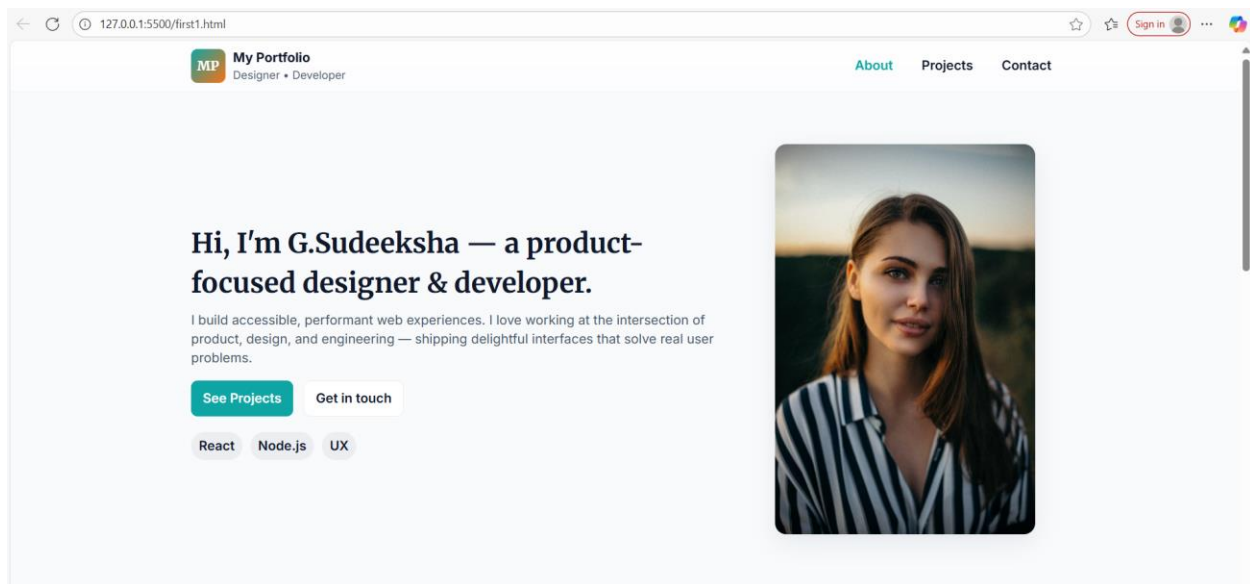 127.0.0.1:5500/first1.html
Sign in
MP
My Portfolio
Designer • Developer
About Projects Contact
Hi, I'm G.Sudeeksha — a product-
focused designer & developer.
I build accessible, performant web experiences. I love working at the intersection of
product, design, and engineering — shipping delightful interfaces that solve real user
problems.
See Projects Get in touch
React Node.js UX